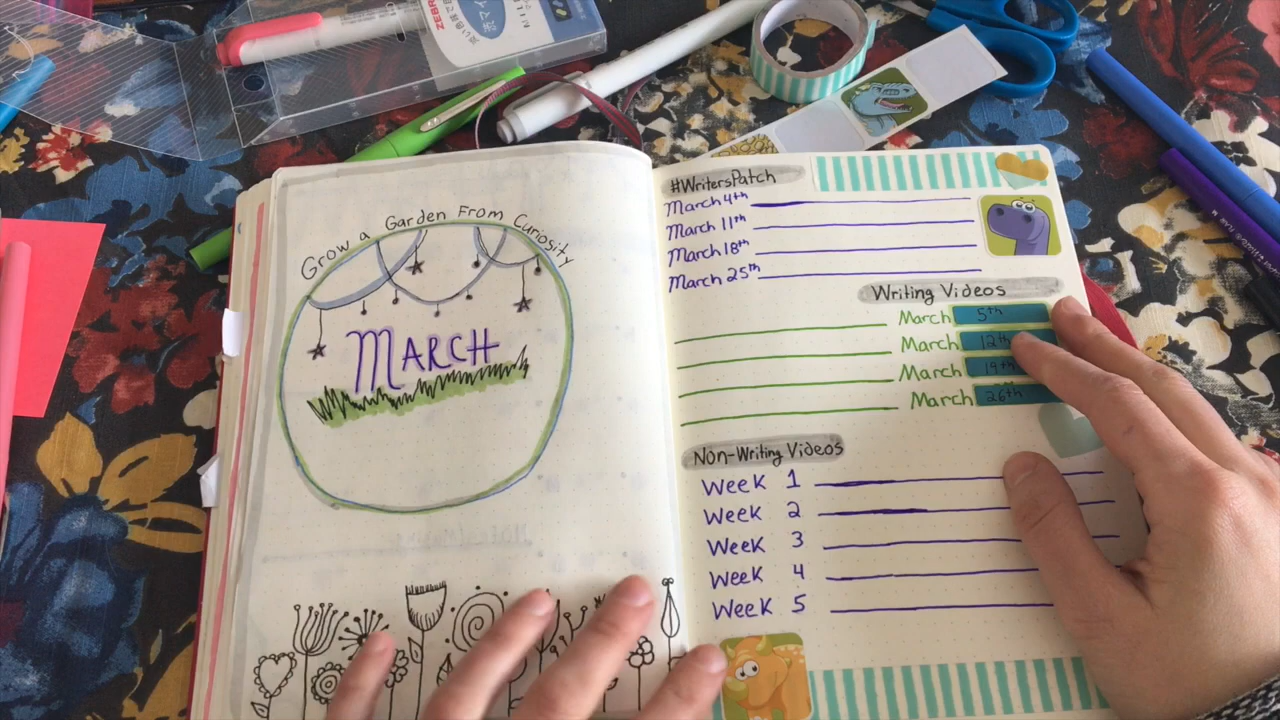 ZEBRA
Grow a Garden From Curiosity
MARCH
#WritersPatch
March 4th
March 11th
March 18th
March 25th
Writing Videos
March 5th
March 12th
March 19th
March 26th
Non-Writing Videos
Week 1
Week 2
Week 3
Week 4
Week 5